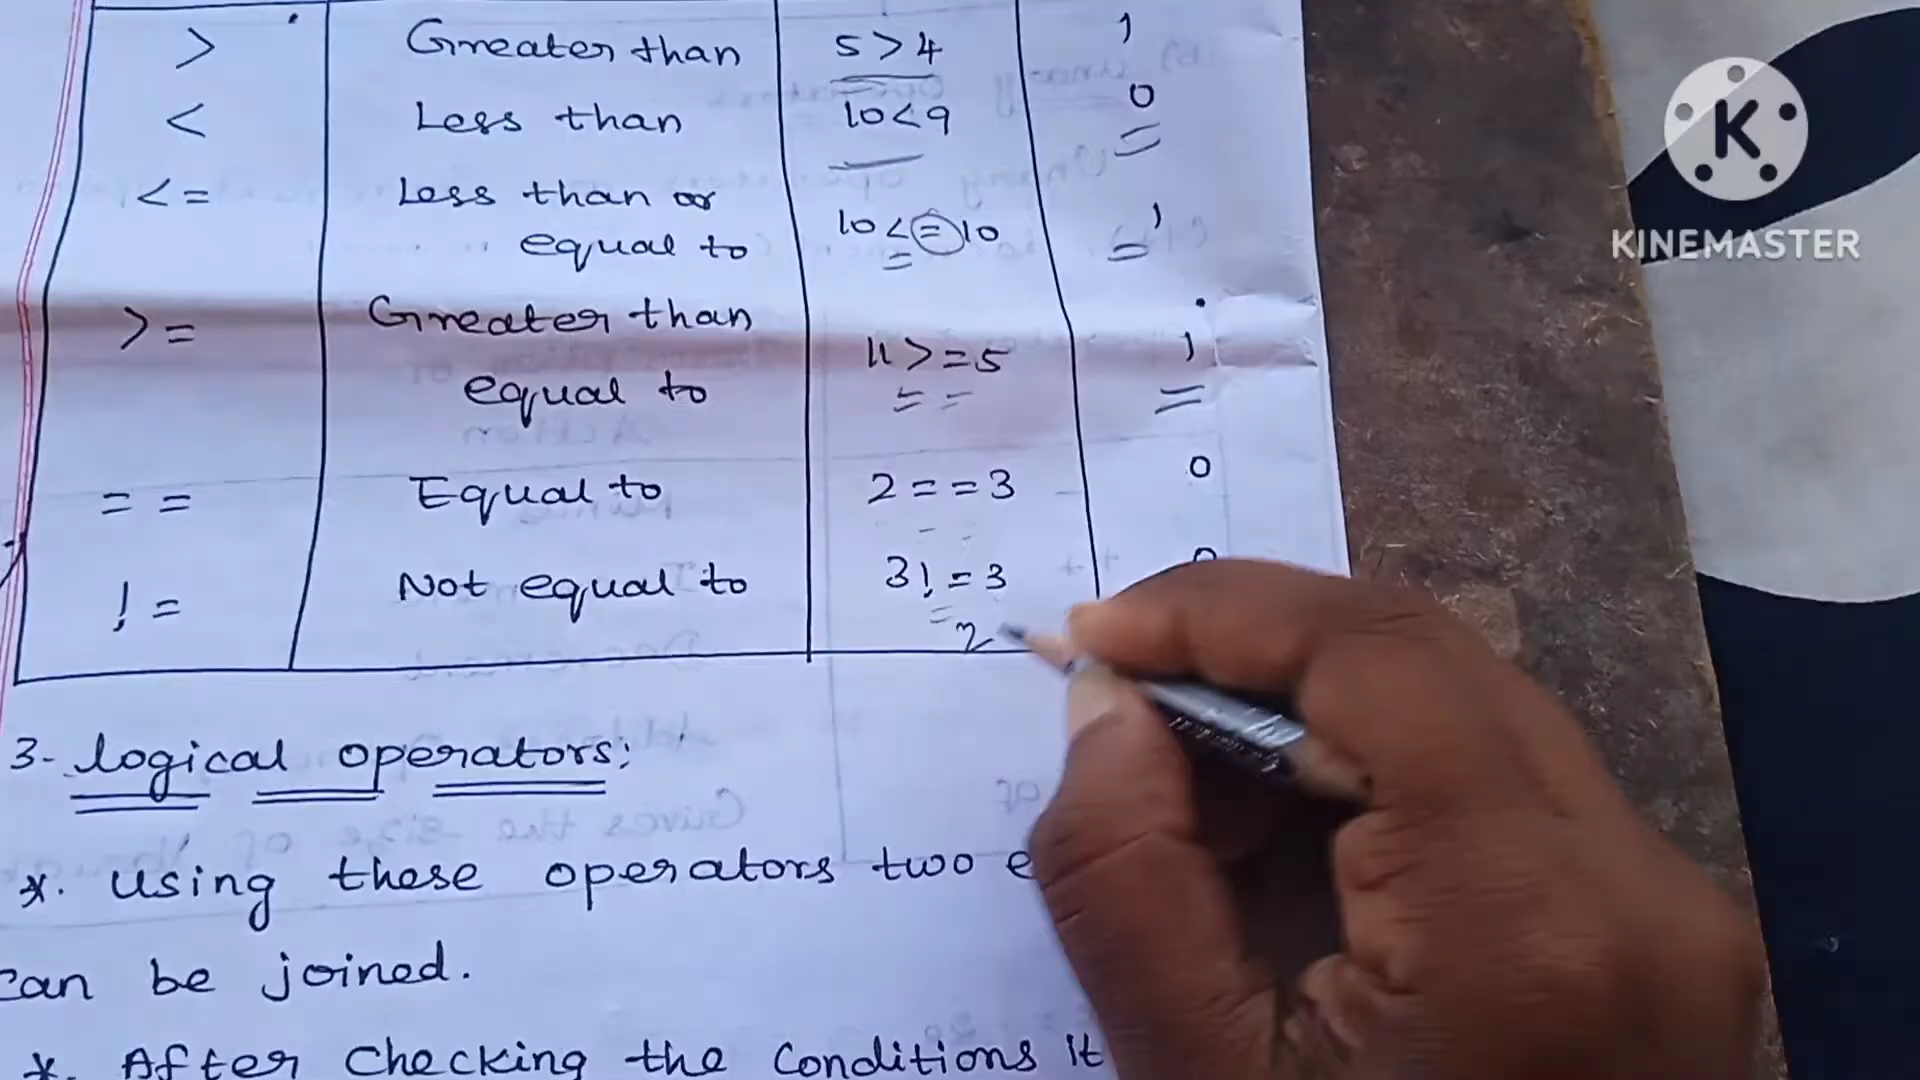 > Greater than 5>4 1
< Less than 10<9 0
<= Less than or equal to 10<=10 1
>= Greater than equal to 11>=5 1
== Equal to 2==3 0
!= Not equal to 3!=3
2
3- logical operators:
*. Using these operators two
can be joined.
*. After checking the conditions it
K
KINEMASTER